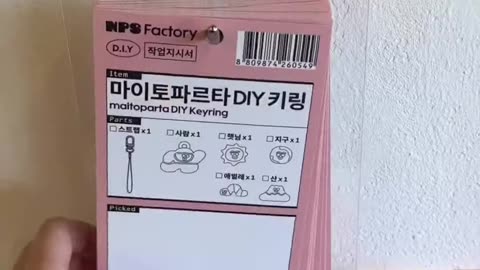 NPS Factory
D.I.Y 작업지시서
8 809874 260549
Item
마이토파르타 DIY 키링
maitoparta DIY Keyring
Parts
□스트랩 x1 □사람 x1 □햇님 x1 □지구 x1
□애벌레 x1 □산 x1
Picked